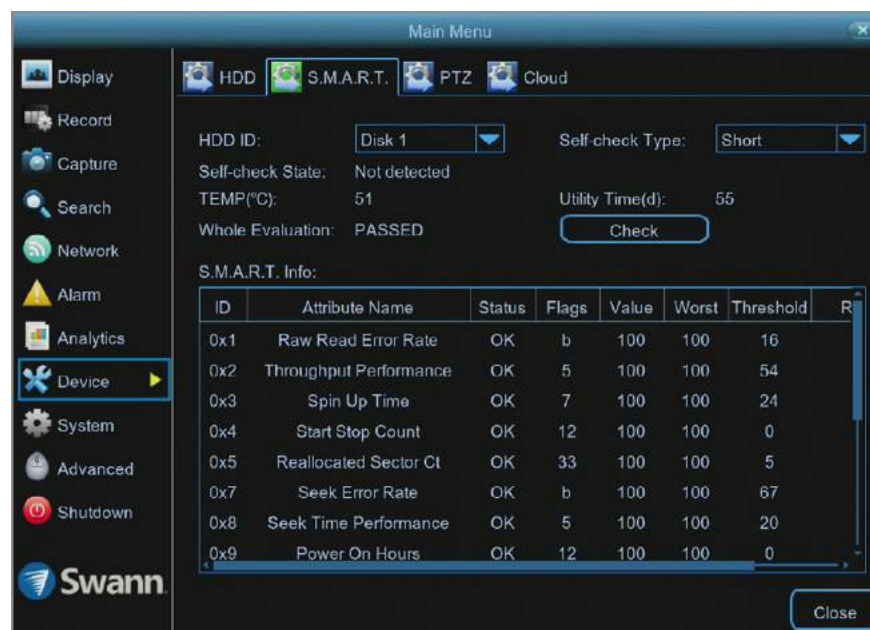 Main Menu
Display
Record
Capture
Search
Network
Alarm
Analytics
Device
System
Advanced
Shutdown
Swann
HDD S.M.A.R.T. PTZ Cloud
HDD ID: Disk 1 Self-check Type: Short
Self-check State: Not detected
TEMP(°C): 51 Utility Time(d): 55
Whole Evaluation: PASSED Check
S.M.A.R.T. Info:
ID Attribute Name Status Flags Value Worst Threshold R
0x1 Raw Read Error Rate OK b 100 100 16
0x2 Throughput Performance OK 5 100 100 54
0x3 Spin Up Time OK 7 100 100 24
0x4 Start Stop Count OK 12 100 100 0
0x5 Reallocated Sector Ct OK 33 100 100 5
0x7 Seek Error Rate OK b 100 100 67
0x8 Seek Time Performance OK 5 100 100 20
0x9 Power On Hours OK 12 100 100 0
Close